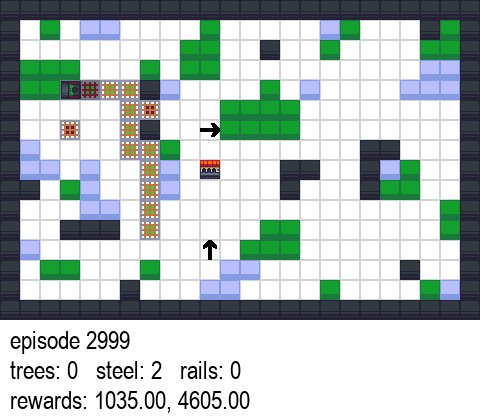 episode 2999
trees: 0 steel: 2 rails: 0
rewards: 1035.00, 4605.00